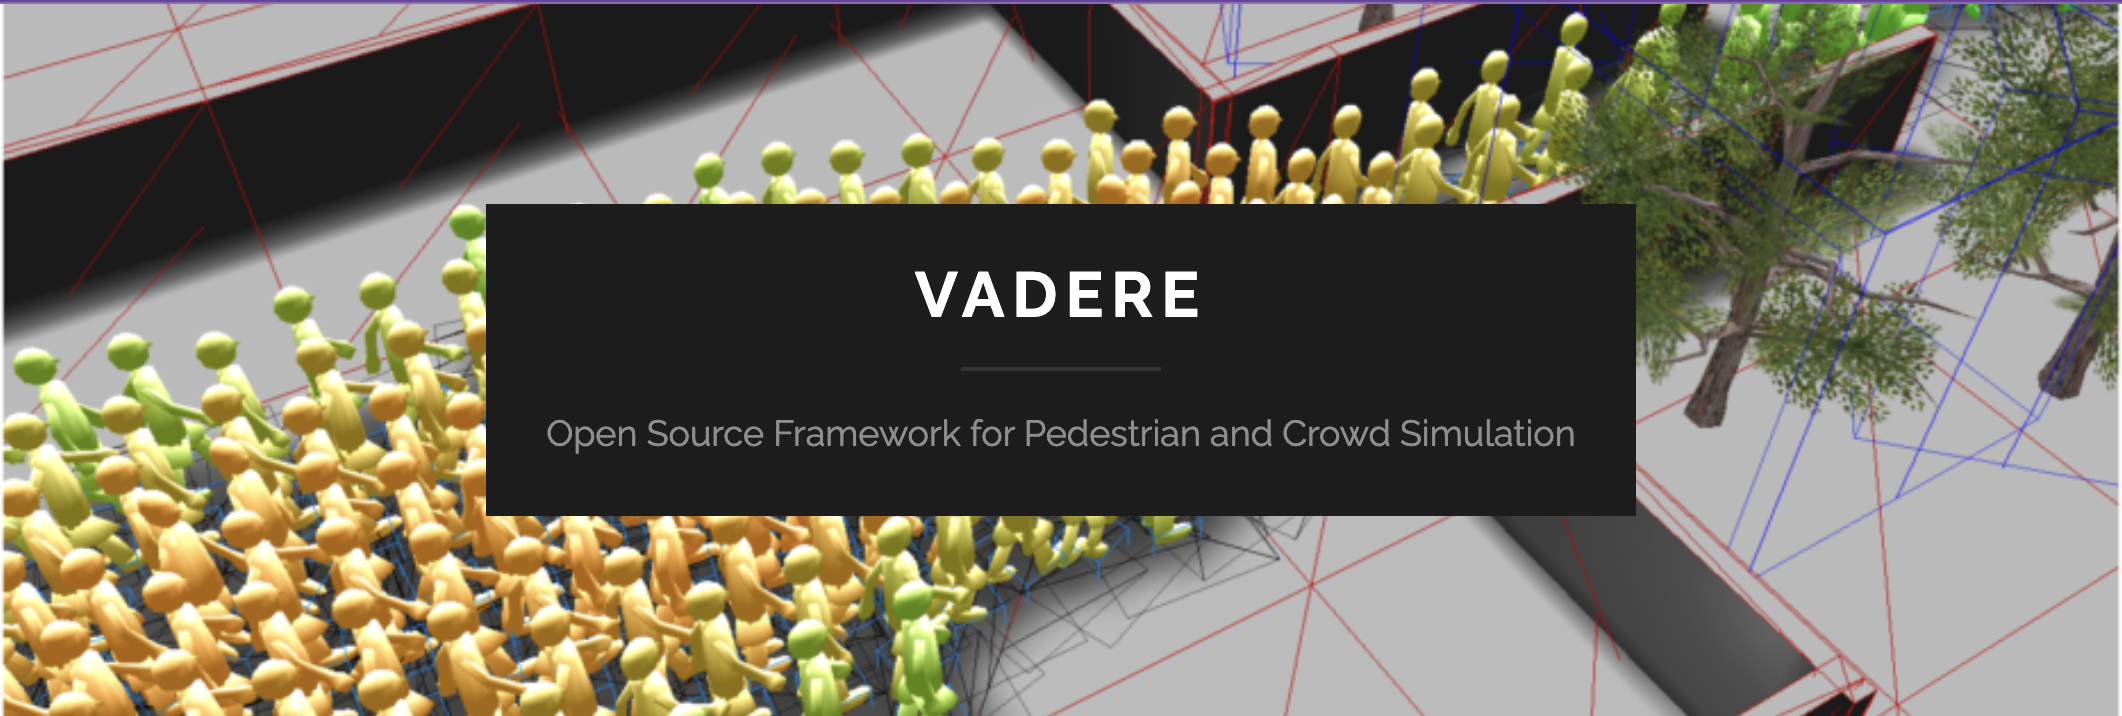 VADERE
Open Source Framework for Pedestrian and Crowd Simulation